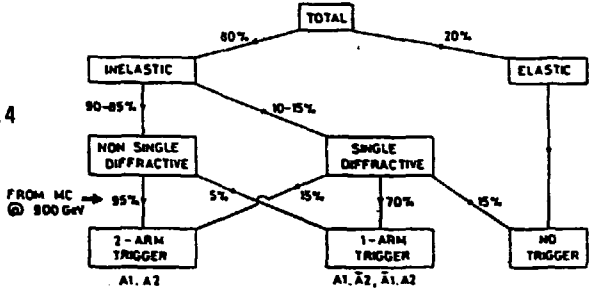 TOTAL
80%
20%
INELASTIC
ELASTIC
.4
90-85%
10-15%
NON SINGLE
DIFFRACTIVE
SINGLE
DIFFRACTIVE
FROM MC →
@ 900 GeV
95%
5%
15%
70%
15%
2-ARM
TRIGGER
1-ARM
TRIGGER
NO
TRIGGER
A1.A2
A1.Ā2, Ā1.A2